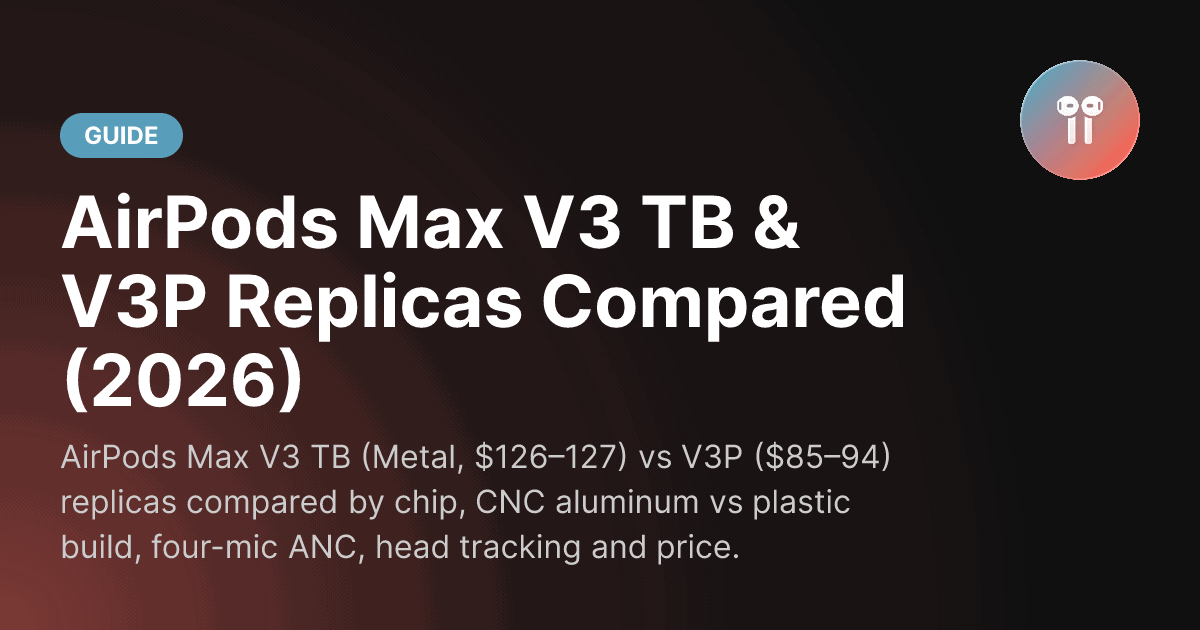 GUIDE
AirPods Max V3 TB &
V3P Replicas Compared
(2026)
AirPods Max V3 TB (Metal, $126–127) vs V3P ($85–94)
replicas compared by chip, CNC aluminum vs plastic
build, four-mic ANC, head tracking and price.